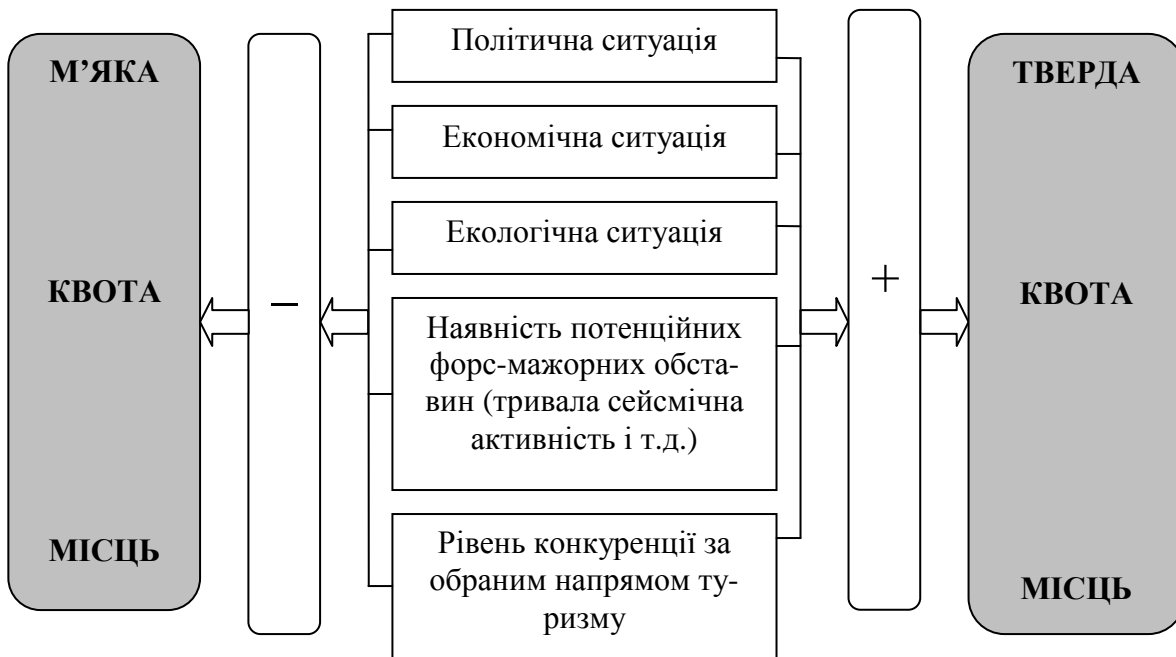 М’ЯКА
КВОТА
МІСЦЬ
–
Політична ситуація
Економічна ситуація
Екологічна ситуація
Наявність потенційних
форс-мажорних обста-
вин (тривала сейсмічна
активність і т.д.)
Рівень конкуренції за
обраним напрямом ту-
ризму
+
ТВЕРДА
КВОТА
МІСЦЬ